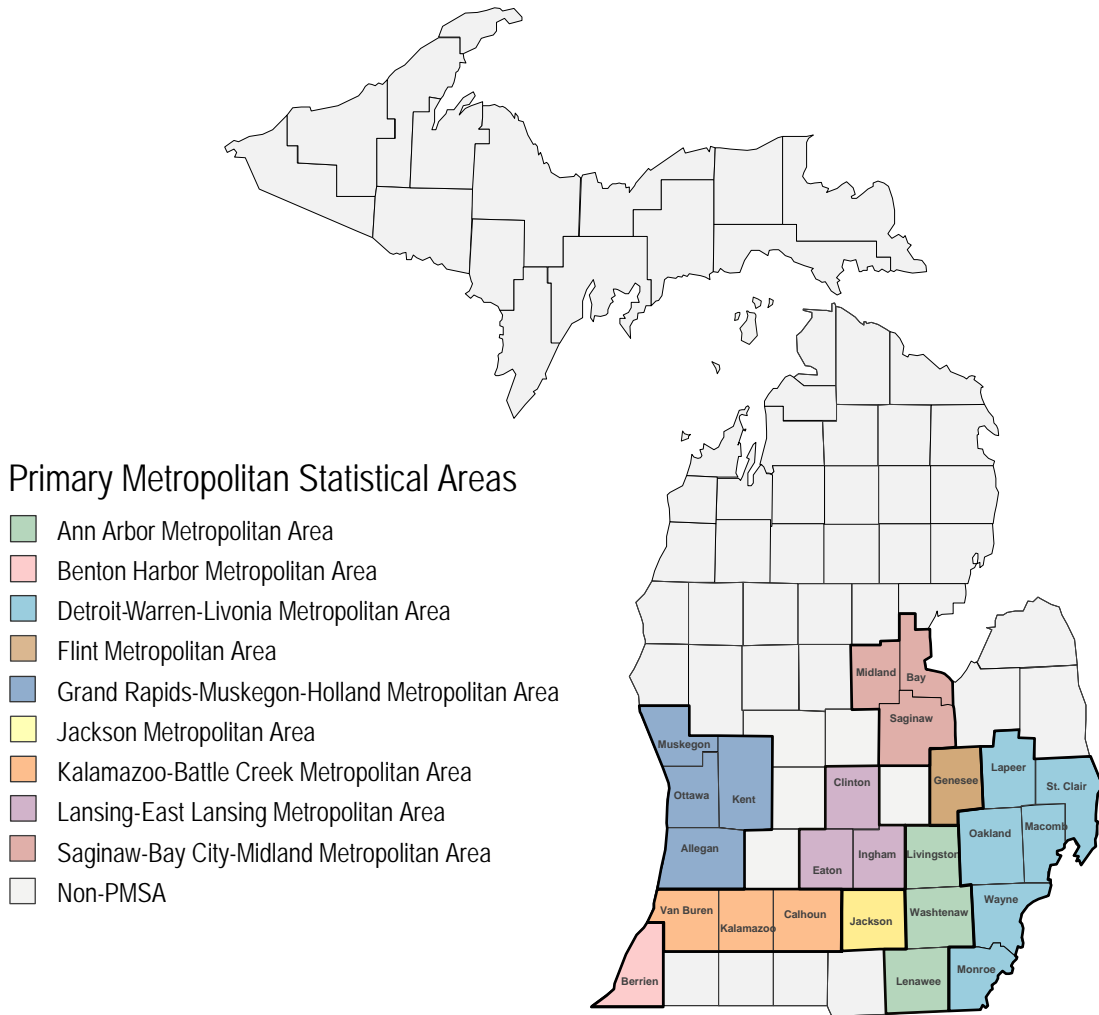 Primary Metropolitan Statistical Areas
Ann Arbor Metropolitan Area
Benton Harbor Metropolitan Area
Detroit-Warren-Livonia Metropolitan Area
Flint Metropolitan Area
Grand Rapids-Muskegon-Holland Metropolitan Area
Jackson Metropolitan Area
Kalamazoo-Battle Creek Metropolitan Area
Lansing-East Lansing Metropolitan Area
Saginaw-Bay City-Midland Metropolitan Area
Non-PMSA
Midland
Bay
Saginaw
Muskegon
Ottawa
Kent
Clinton
Genesee
Lapeer
St. Clair
Allegan
Eaton
Ingham
Livingston
Oakland
Macomb
Van Buren
Kalamazoo
Calhoun
Jackson
Washtenaw
Wayne
Berrien
Lenawee
Monroe